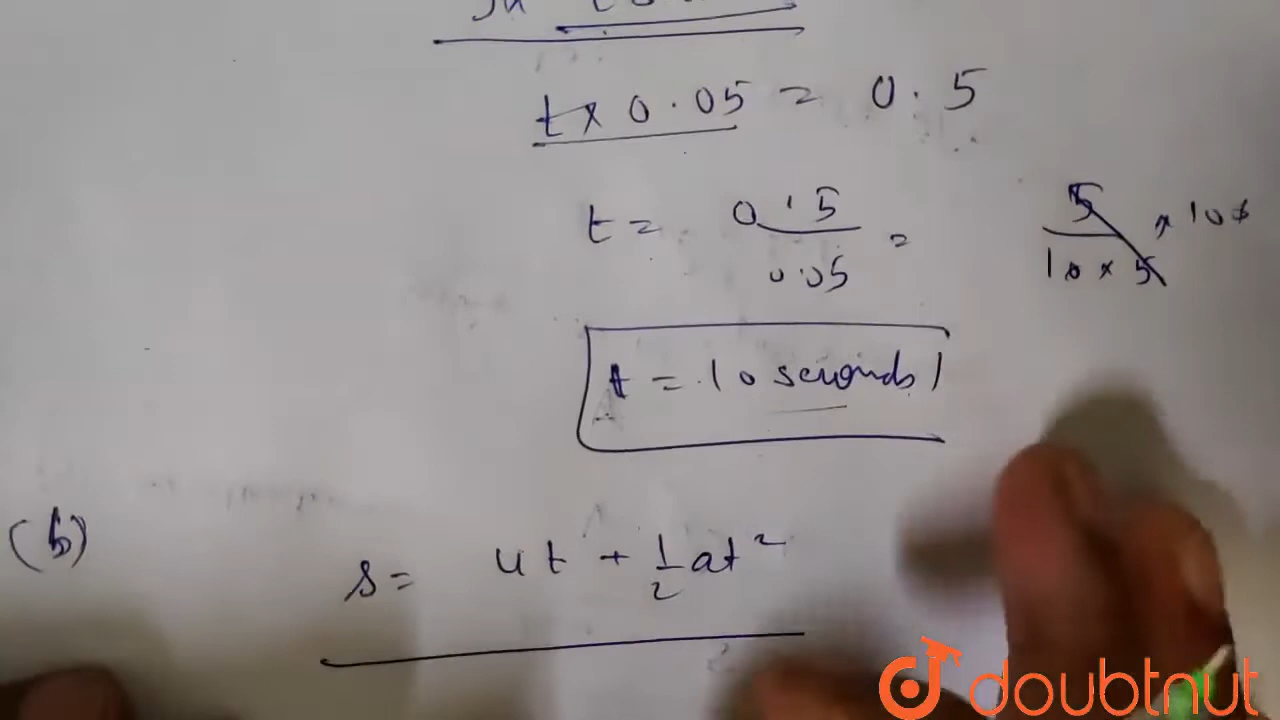 t × 0.05 = 0.5
t = 0.5 / 0.05 = 5 / 10 × 5 × 100
t = 10 seconds
(b)
s = ut + 1/2 at²
doubtnut